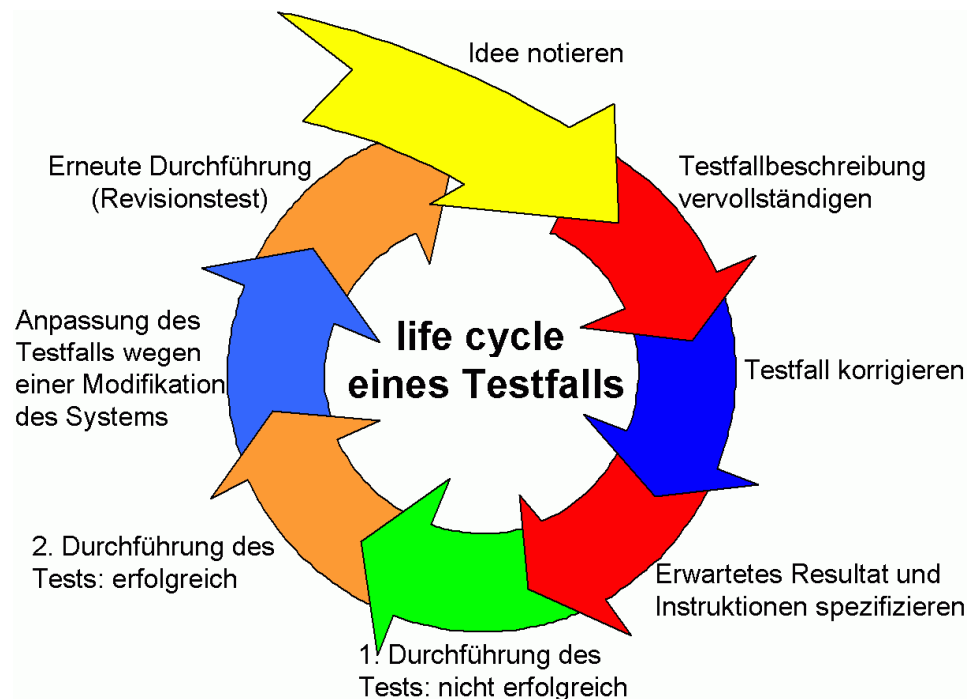 Idee notieren
Testfallbeschreibung
vervollständigen
Testfall korrigieren
Erwartetes Resultat und
Instruktionen spezifizieren
1. Durchführung des
Tests: nicht erfolgreich
2. Durchführung des
Tests: erfolgreich
Anpassung des
Testfalls wegen
einer Modifikation
des Systems
Erneute Durchführung
(Revisionstest)
life cycle
eines Testfalls